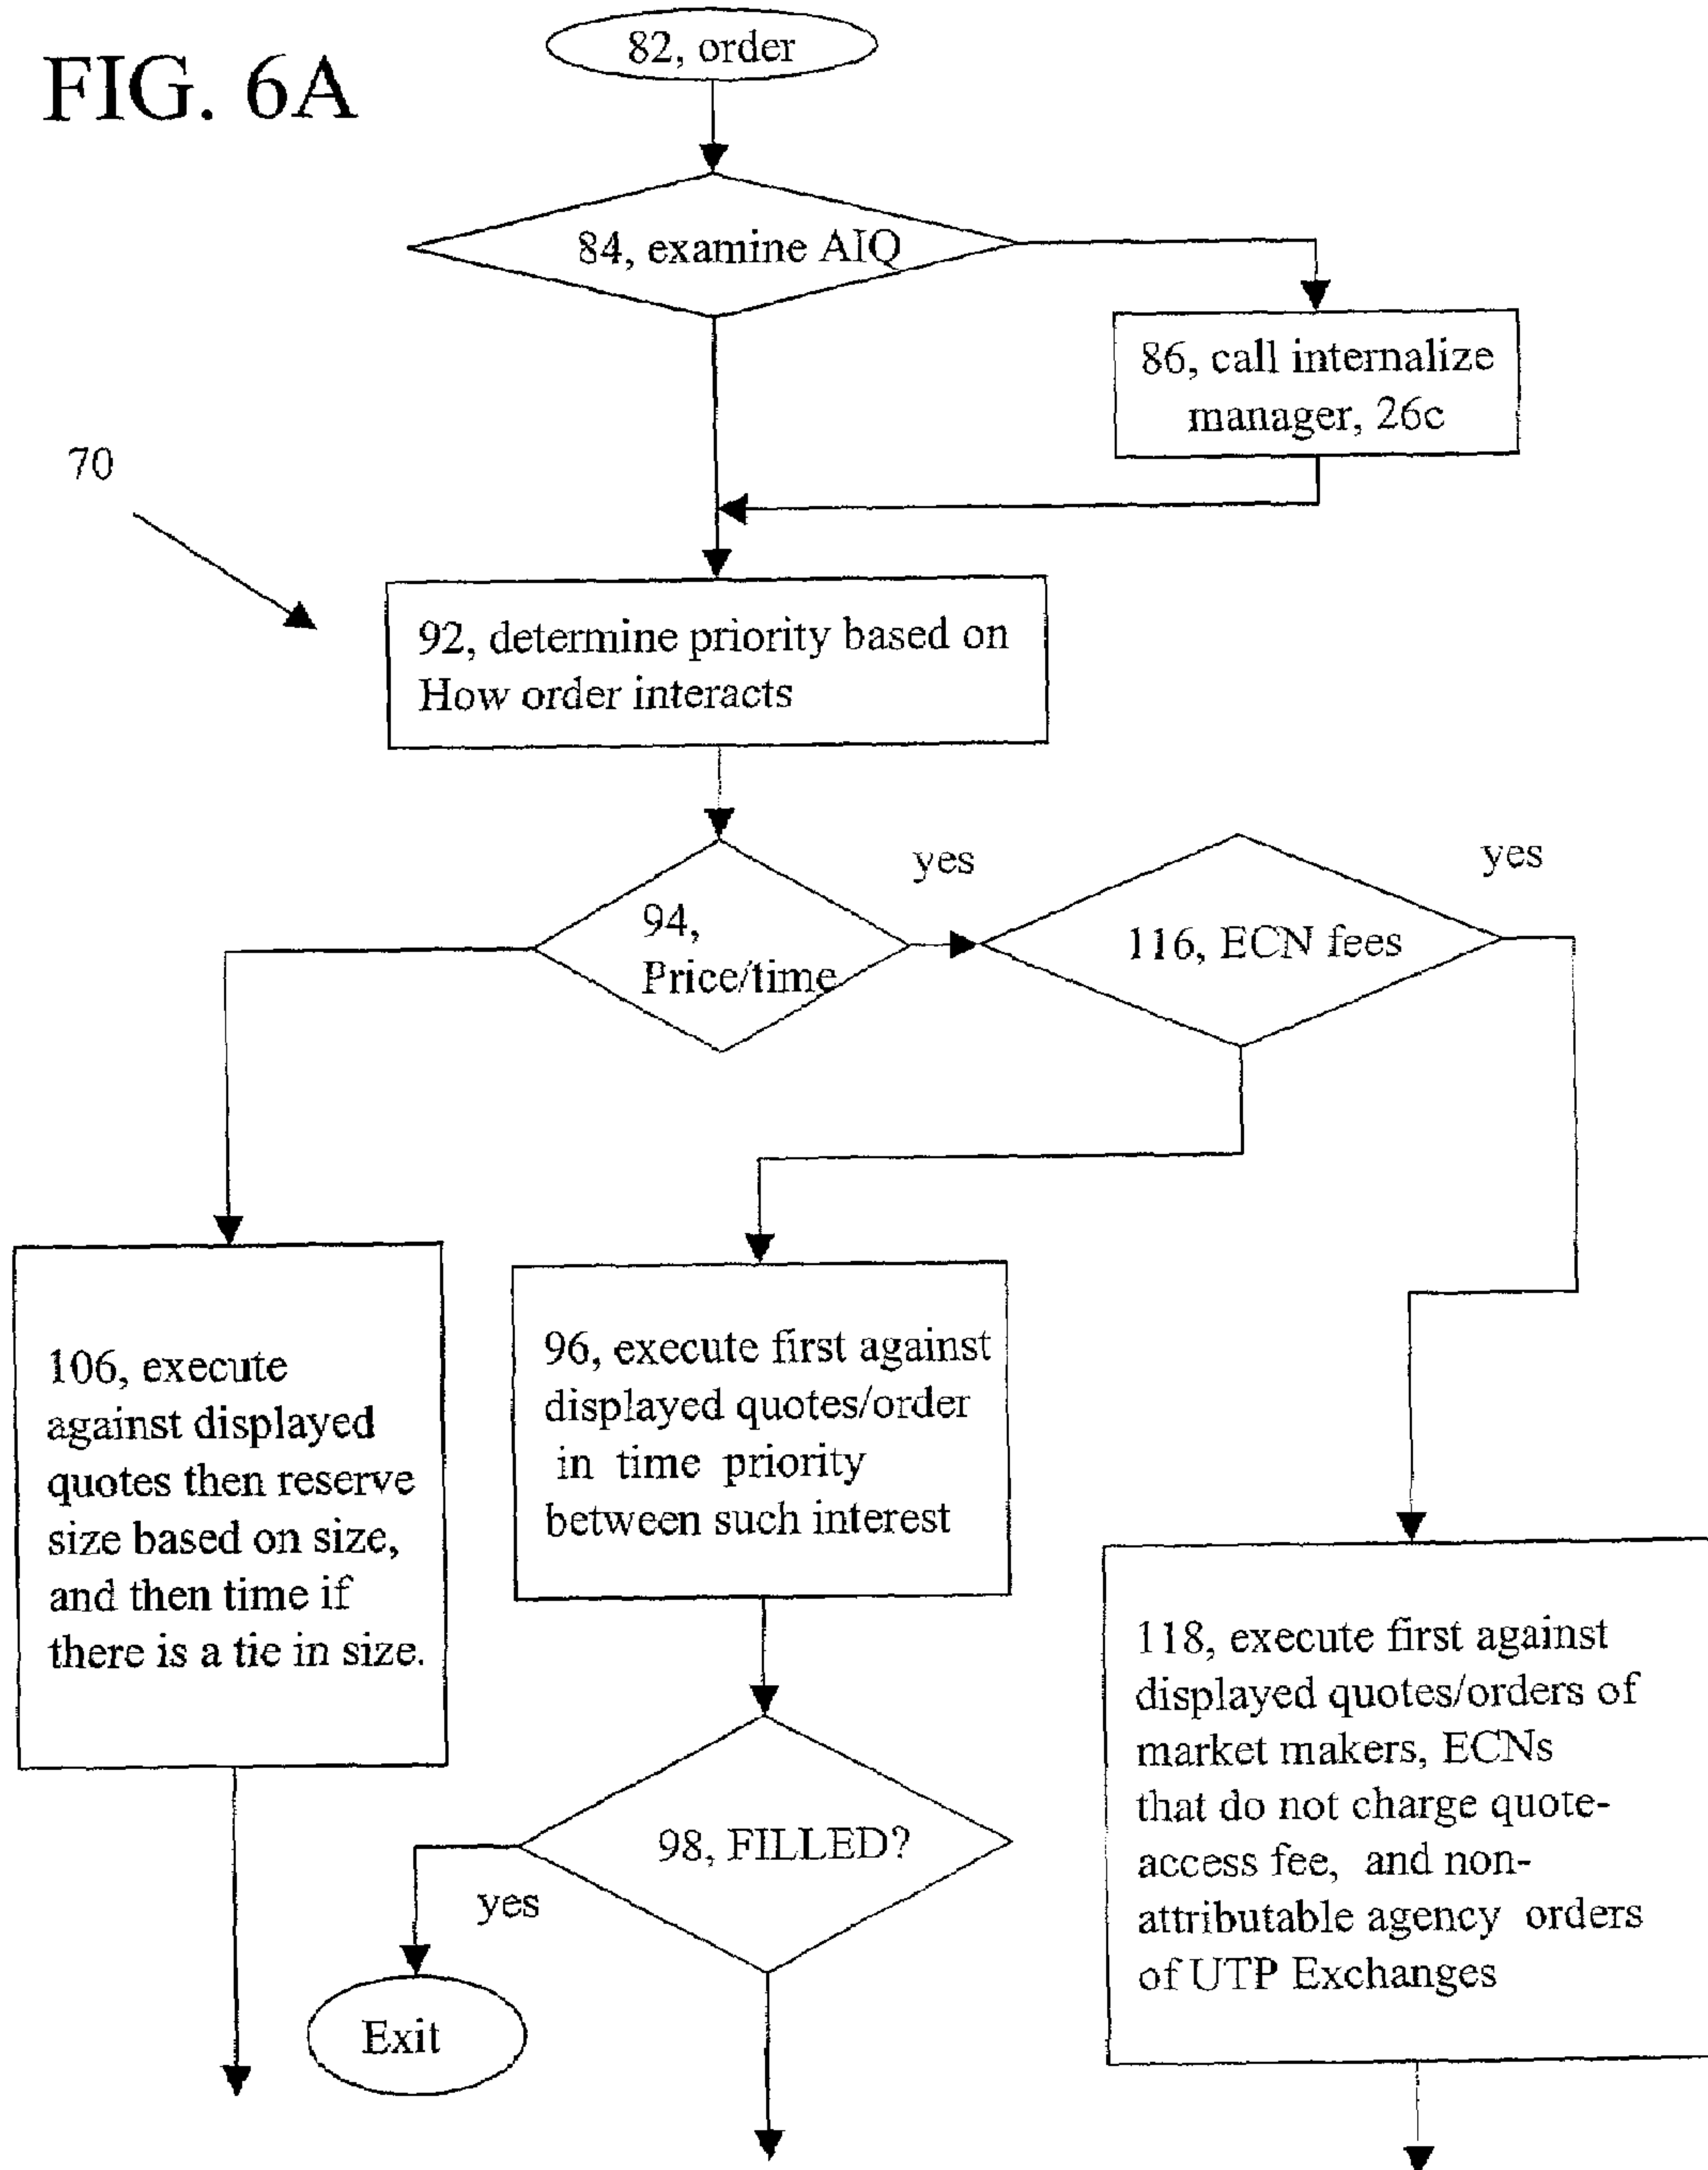 FIG. 6A
82, order
84, examine AIQ
86, call internalize
manager, 26c
70
92, determine priority based on
How order interacts
94,
Price/time
yes
116, ECN fees
yes
106, execute
against displayed
quotes then reserve
size based on size,
and then time if
there is a tie in size.
96, execute first against
displayed quotes/order
in time priority
between such interest
118, execute first against
displayed quotes/orders of
market makers, ECNs
that do not charge quote-
access fee, and non-
attributable agency orders
of UTP Exchanges
98, FILLED?
yes
Exit